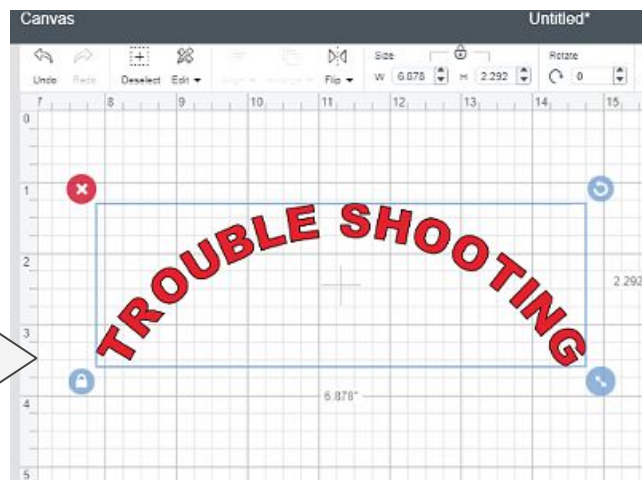 Canvas Untitled*
Size Rotate
W 6.878 H 2.292 0
Undo Redo Deselect Edit Flip
7 8 9 10 11 12 13 14 15
0
1
TROUBLE SHOOTING
2
2.292
3
6.878"
4
5